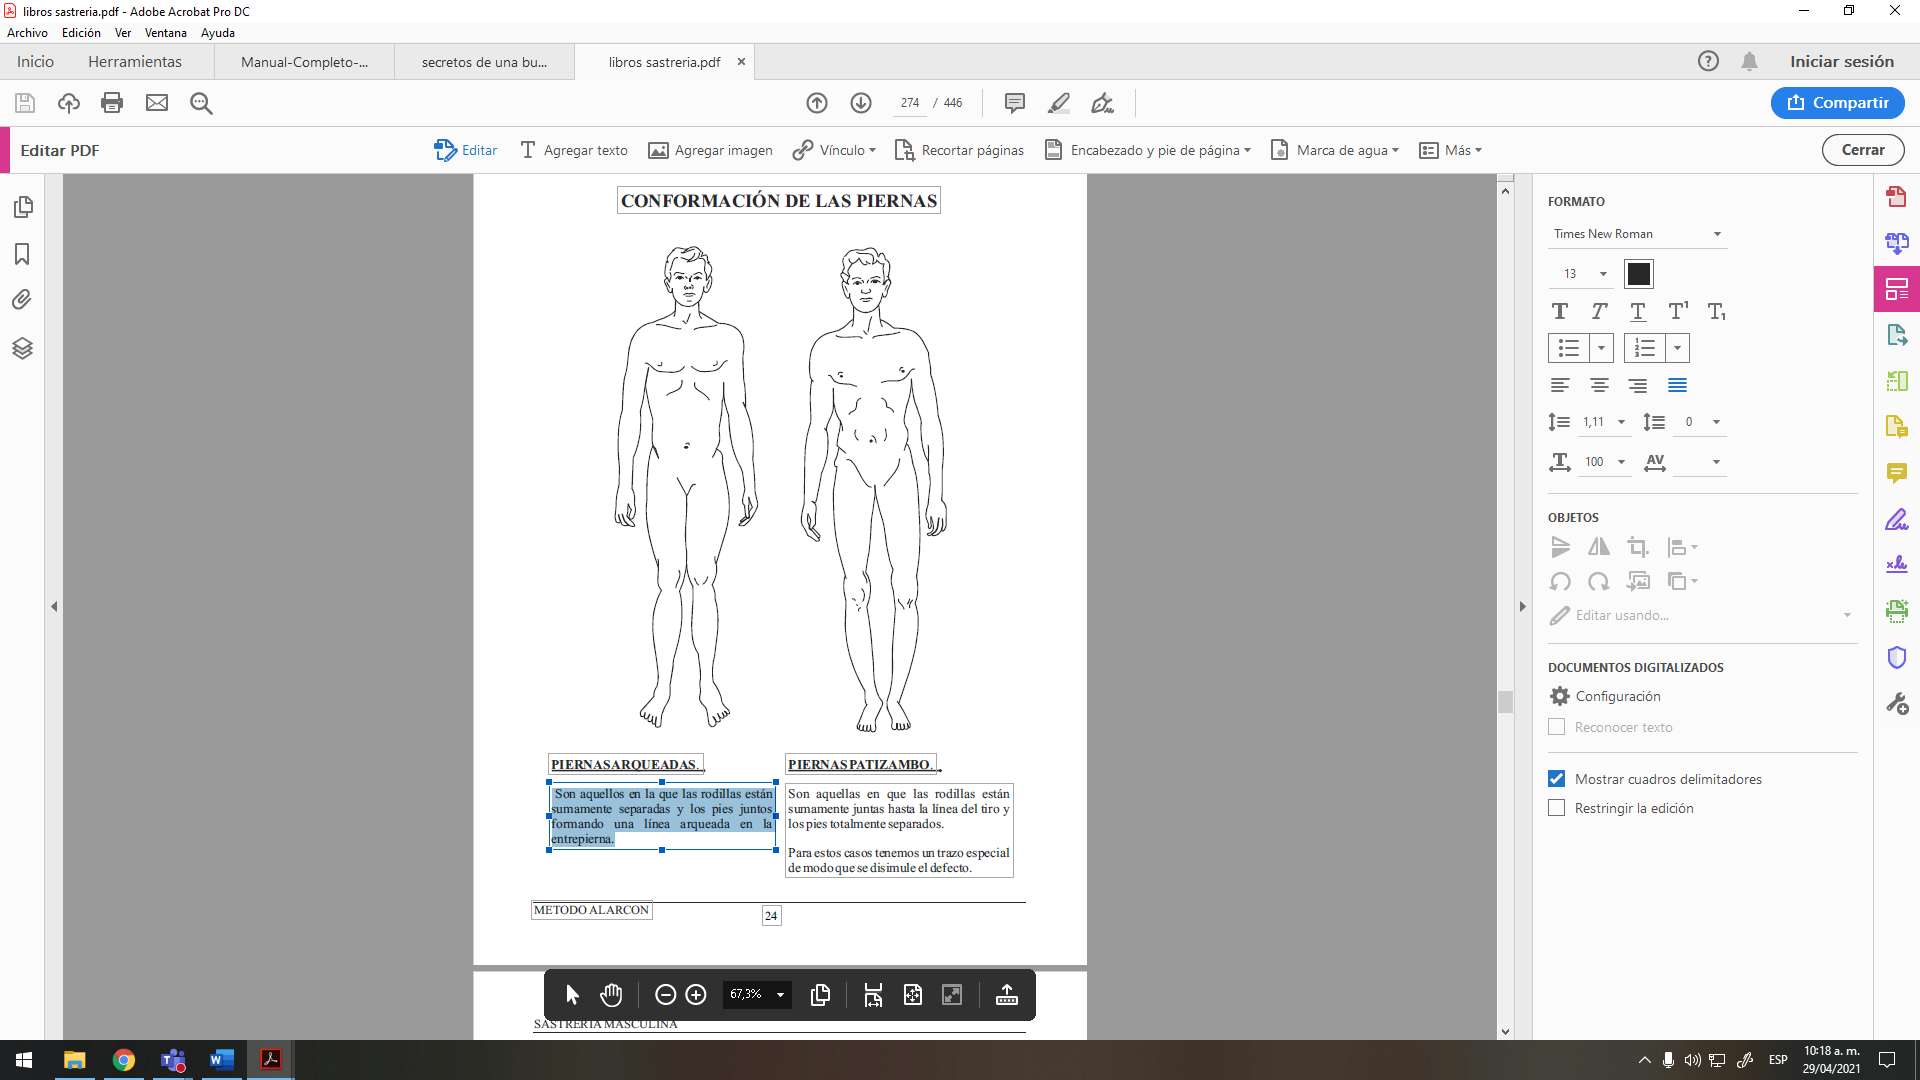 libros sastreria.pdf - Adobe Acrobat Pro DC
Archivo Edición Ver Ventana Ayuda
Inicio Herramientas Manual-Completo-... secretos de una bu... libros sastreria.pdf × Iniciar sesión
274 / 446 Compartir
Editar PDF Editar Agregar texto Agregar imagen Vínculo Recortar páginas Encabezado y pie de página Marca de agua Más Cerrar
CONFORMACIÓN DE LAS PIERNAS
PIERNAS ARQUEADAS.
Son aquellos en la que las rodillas están
sumamente separadas y los pies juntos
formando una línea arqueada en la
entrepierna.
PIERNAS PATIZAMBO.
Son aquellas en que las rodillas están
sumamente juntas hasta la línea del tiro y
los pies totalmente separados.
Para estos casos tenemos un trazo especial
de modo que se disimule el defecto.
METODO ALARCON
24
SASTRERIA MASCULINA
67,3%
FORMATO
Times New Roman
13
1,11 0
100 AV
OBJETOS
Editar usando...
DOCUMENTOS DIGITALIZADOS
Configuración
Reconocer texto
Mostrar cuadros delimitadores
Restringir la edición
ESP
10:18 a. m.
29/04/2021